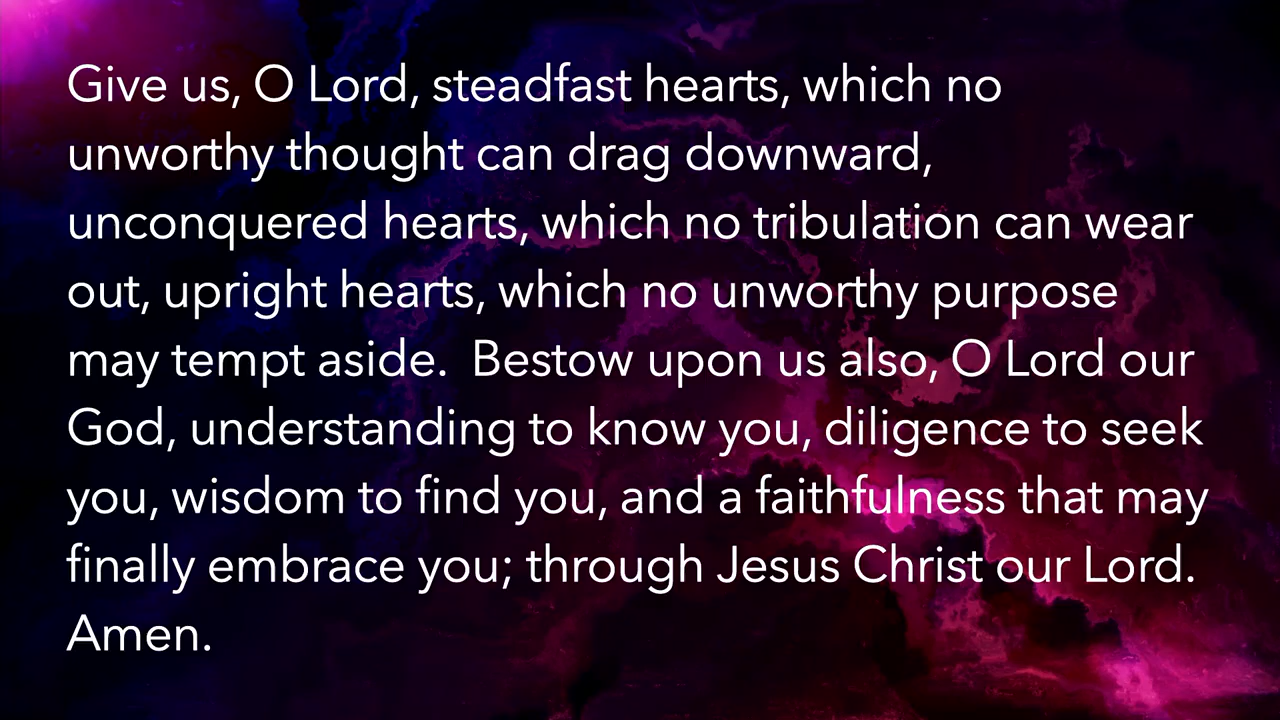 Give us, O Lord, steadfast hearts, which no
unworthy thought can drag downward,
unconquered hearts, which no tribulation can wear
out, upright hearts, which no unworthy purpose
may tempt aside.  Bestow upon us also, O Lord our
God, understanding to know you, diligence to seek
you, wisdom to find you, and a faithfulness that may
finally embrace you; through Jesus Christ our Lord.
Amen.